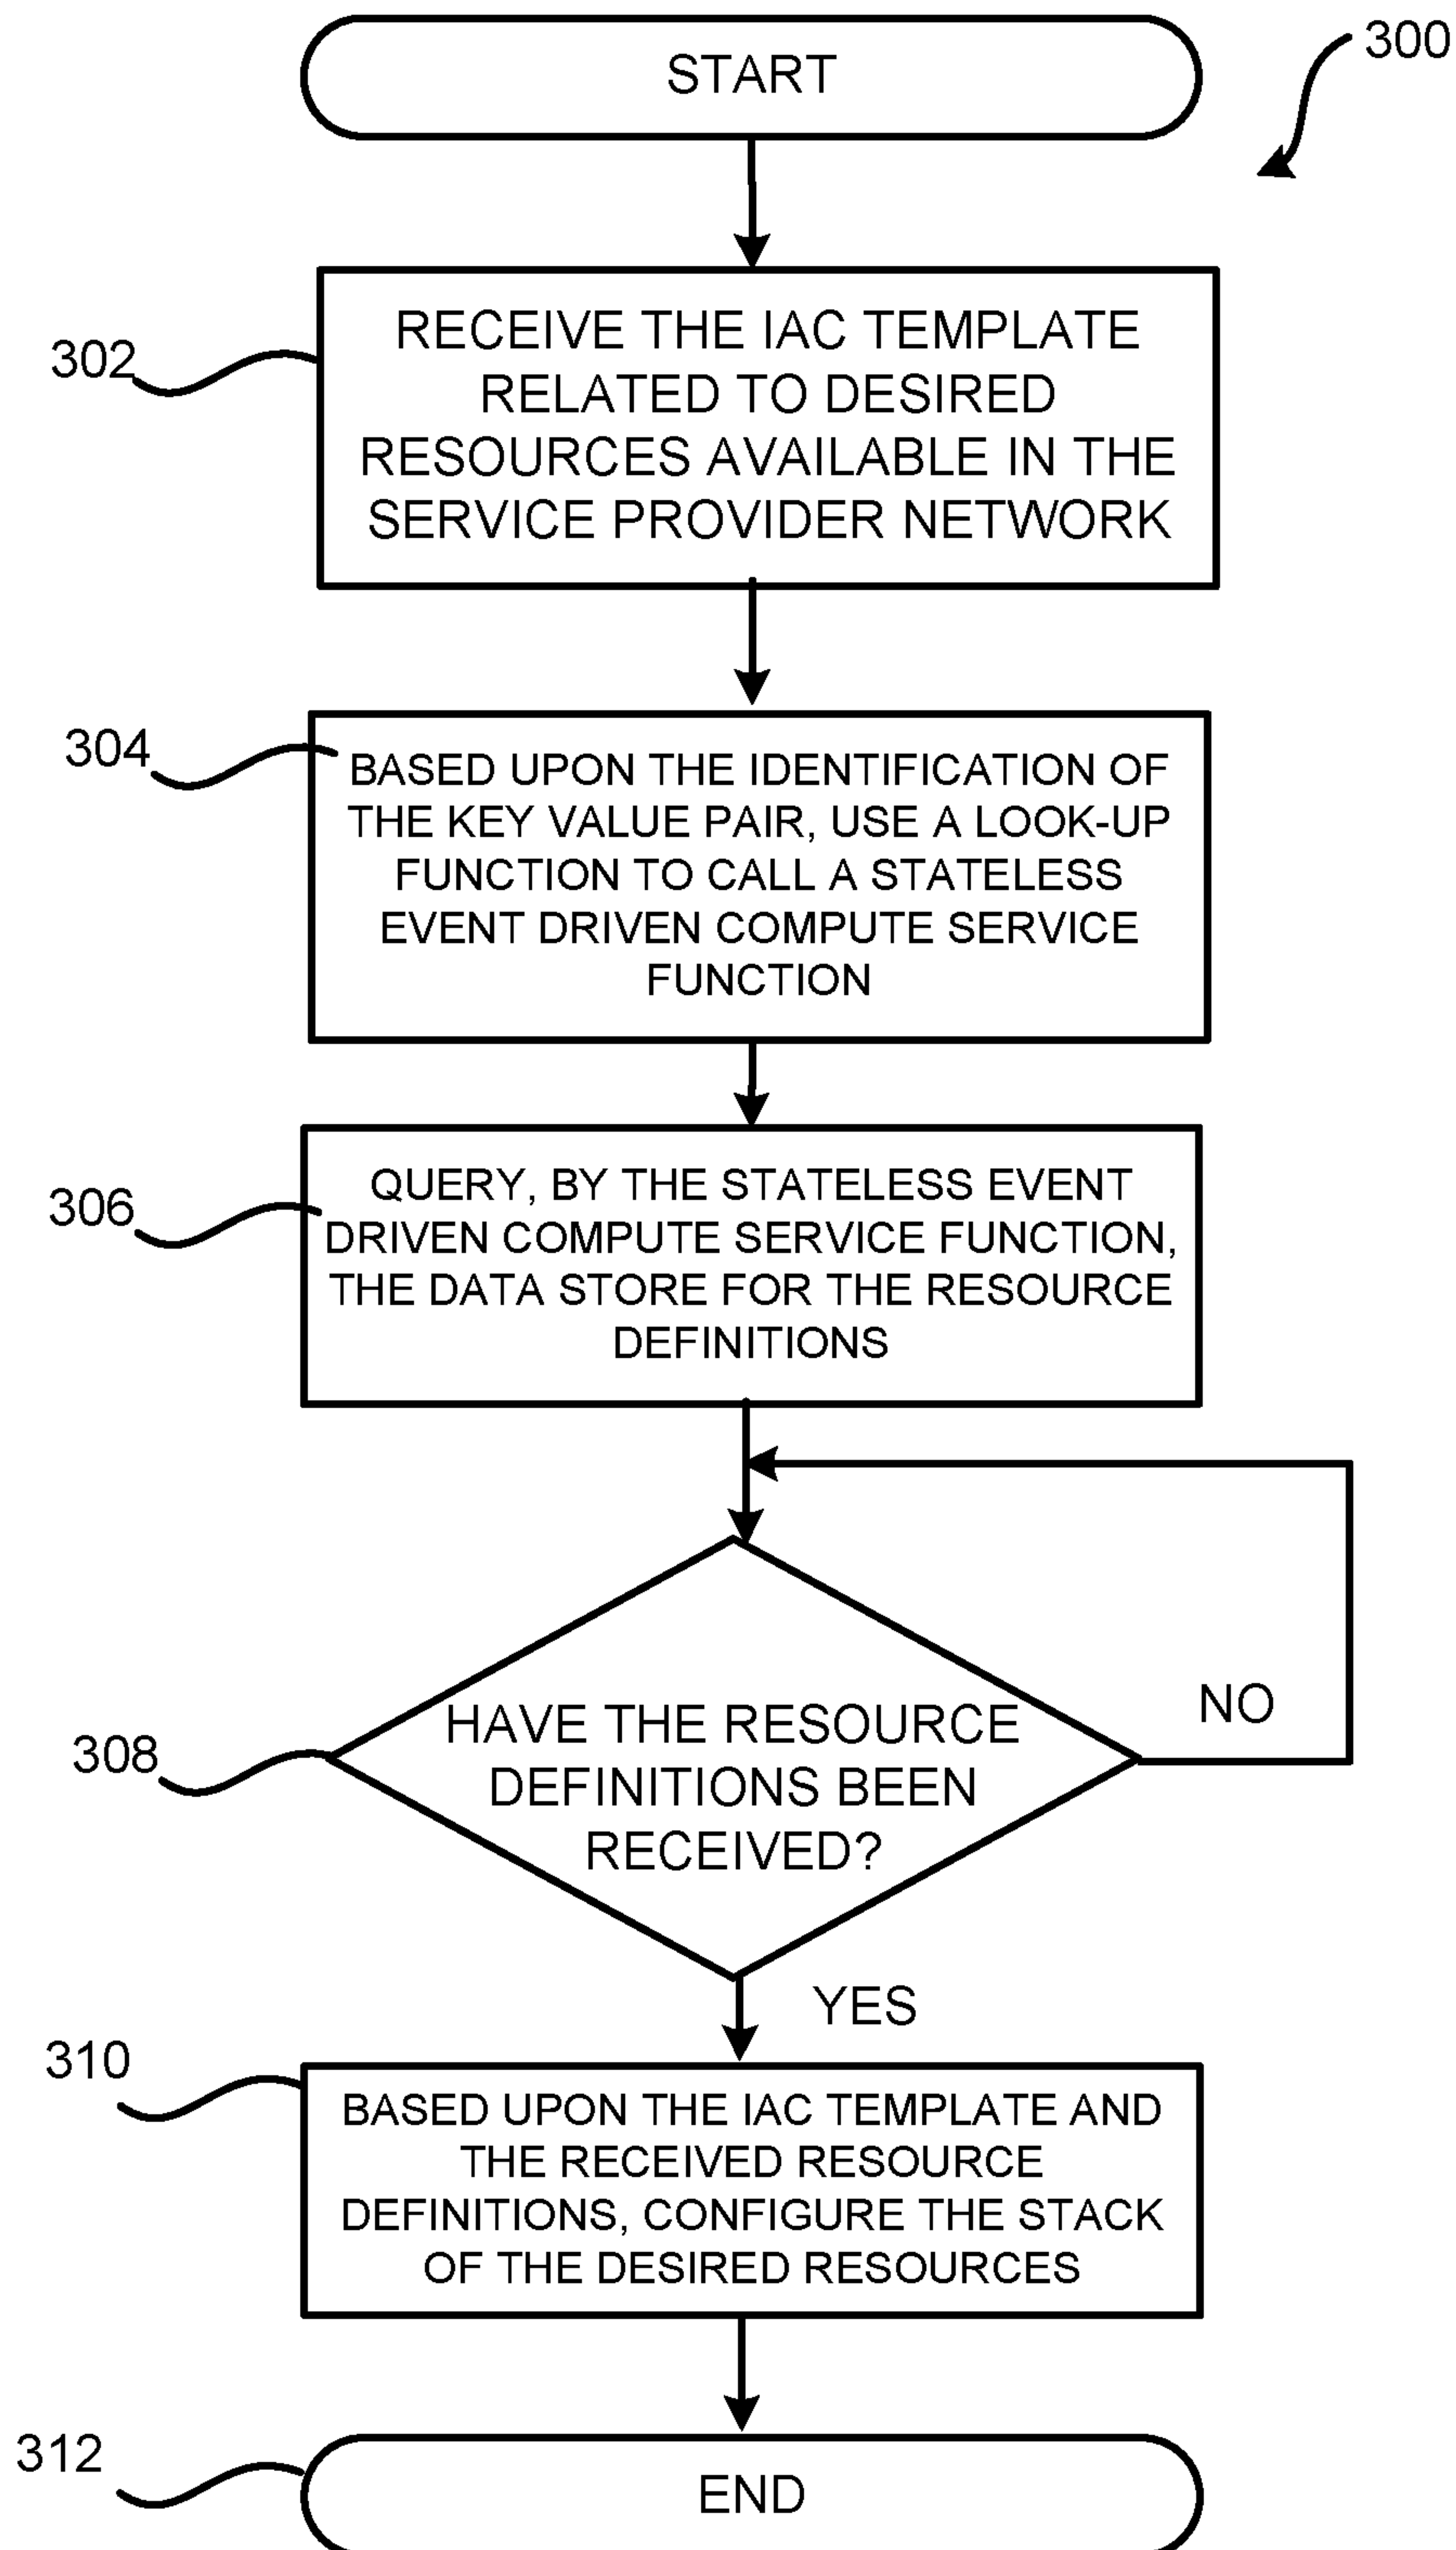 START
300
302
RECEIVE THE IAC TEMPLATE
RELATED TO DESIRED
RESOURCES AVAILABLE IN THE
SERVICE PROVIDER NETWORK
304
BASED UPON THE IDENTIFICATION OF
THE KEY VALUE PAIR, USE A LOOK-UP
FUNCTION TO CALL A STATELESS
EVENT DRIVEN COMPUTE SERVICE
FUNCTION
306
QUERY, BY THE STATELESS EVENT
DRIVEN COMPUTE SERVICE FUNCTION,
THE DATA STORE FOR THE RESOURCE
DEFINITIONS
308
HAVE THE RESOURCE
DEFINITIONS BEEN
RECEIVED?
NO
YES
310
BASED UPON THE IAC TEMPLATE AND
THE RECEIVED RESOURCE
DEFINITIONS, CONFIGURE THE STACK
OF THE DESIRED RESOURCES
312
END